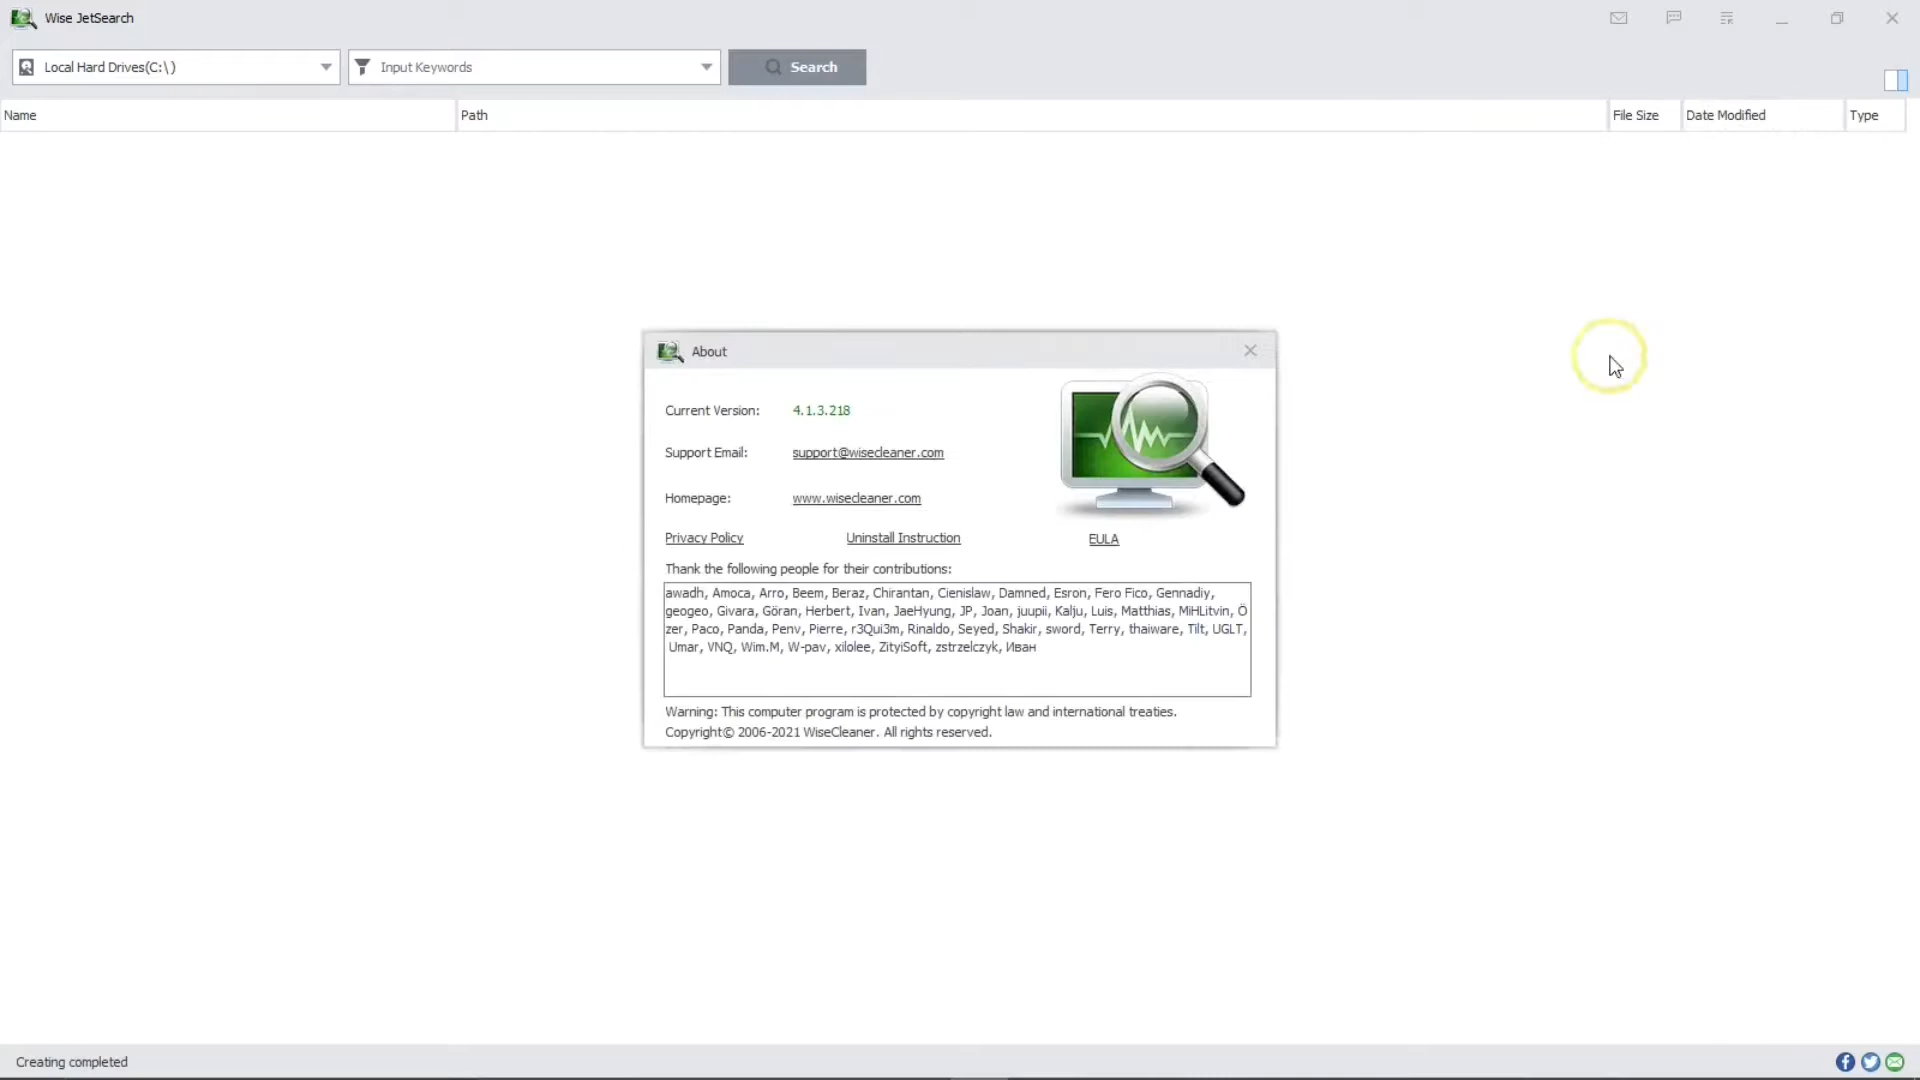 Wise JetSearch
Local Hard Drives(C:\)
Input Keywords
Search
Name
Path
File Size
Date Modified
Type
About
Current Version:
4.1.3.218
Support Email:
support@wisecleaner.com
Homepage:
www.wisecleaner.com
Privacy Policy
Uninstall Instruction
EULA
Thank the following people for their contributions:
awadh, Amoca, Arro, Beem, Beraz, Chirantan, Cienislaw, Damned, Esron, Fero Fico, Gennadiy,
geogeo, Givara, Göran, Herbert, Ivan, JaeHyung, JP, Joan, juupii, Kalju, Luis, Matthias, MiHLitvin, Ö
zer, Paco, Panda, Penv, Pierre, r3Qui3m, Rinaldo, Seyed, Shakir, sword, Terry, thaiware, Tilt, UGLT,
Umar, VNQ, Wim.M, W-pav, xilolee, ZityiSoft, zstrzelczyk, Иван
Warning: This computer program is protected by copyright law and international treaties.
Copyright© 2006-2021 WiseCleaner. All rights reserved.
Creating completed